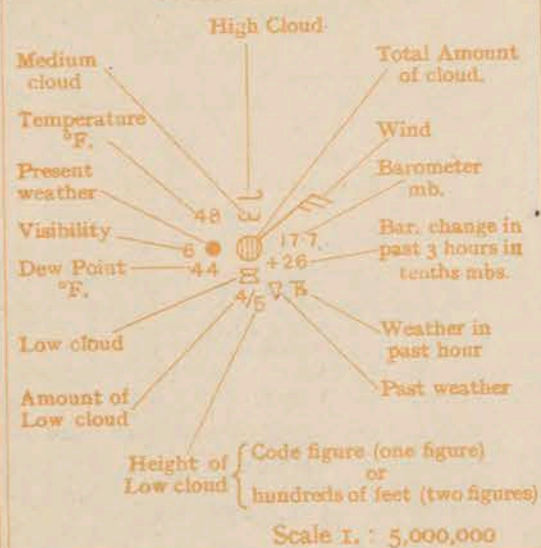 High Cloud
Medium
cloud
Total Amount
of cloud.
Temperature
°F.
Wind
Present
weather
Barometer
mb.
48
Visibility
6
177.
Bar. change in
past 3 hours in
tenths mbs.
Dew Point
°F.
44
+26
4/5
Low cloud
Weather in
past hour
Amount of
Low cloud
Past weather
Height of
Low cloud
Code figure (one figure)
or
hundreds of feet (two figures)
Scale 1. : 5,000,000